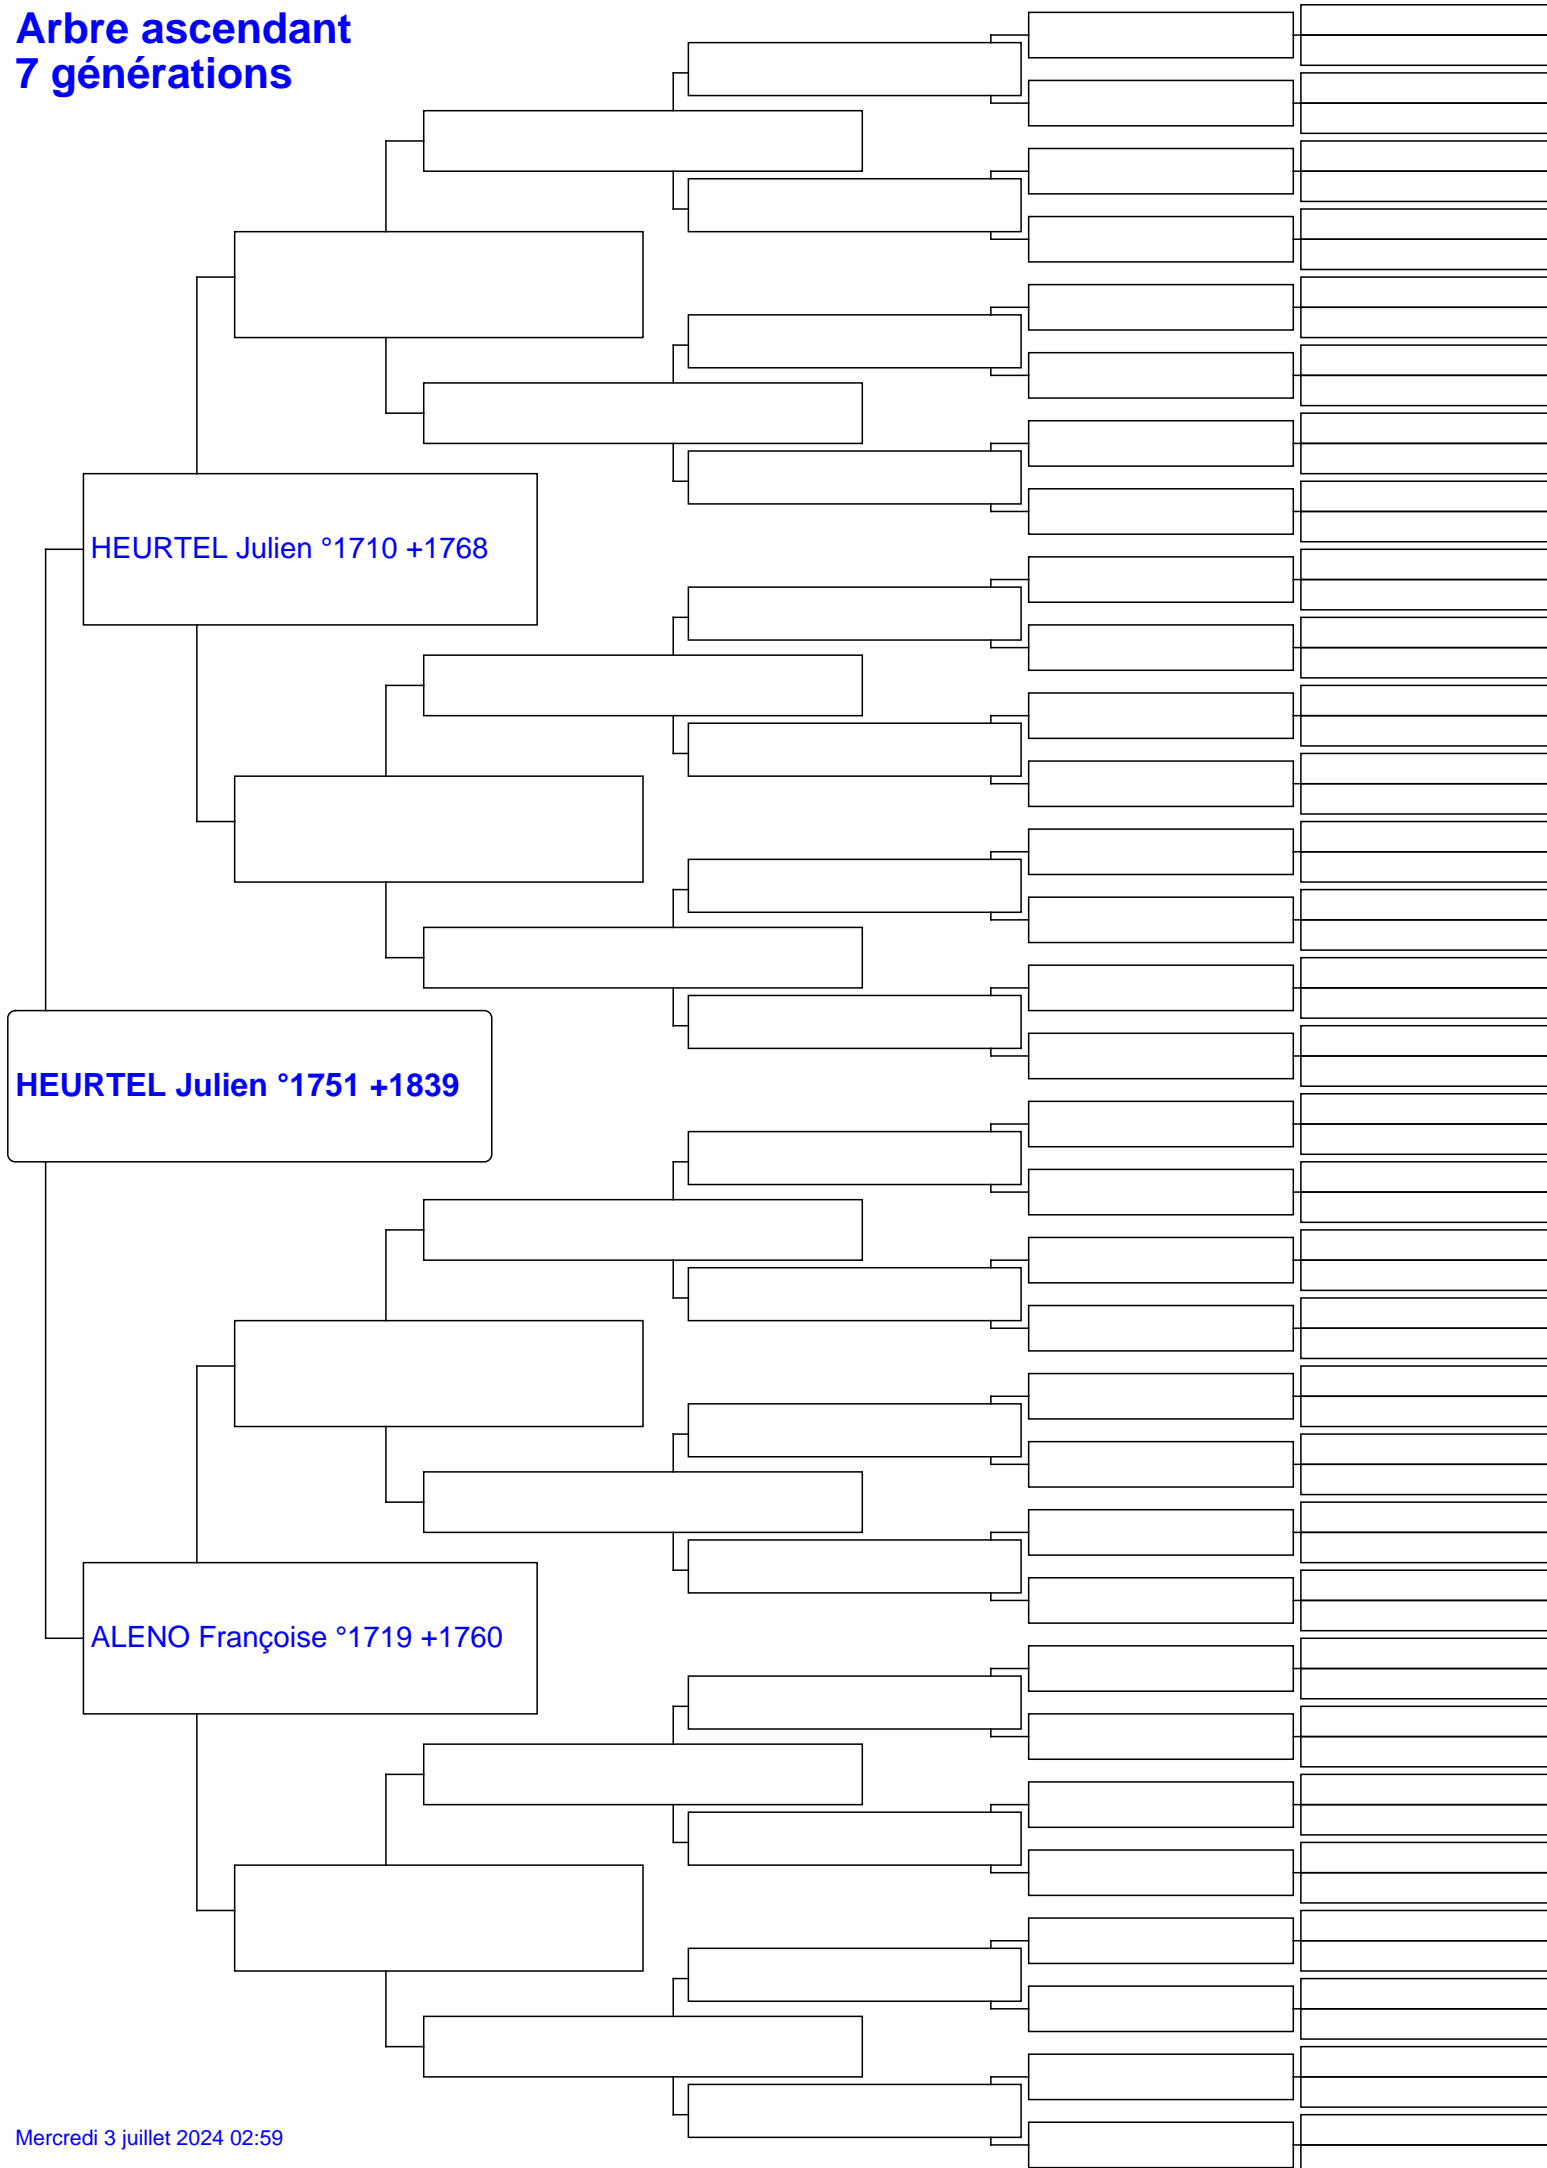 Arbre ascendant
7 générations
HEURTEL Julien °1710 +1768
HEURTEL Julien °1751 +1839
ALENO Françoise °1719 +1760
Mercredi 3 juillet 2024 02:59